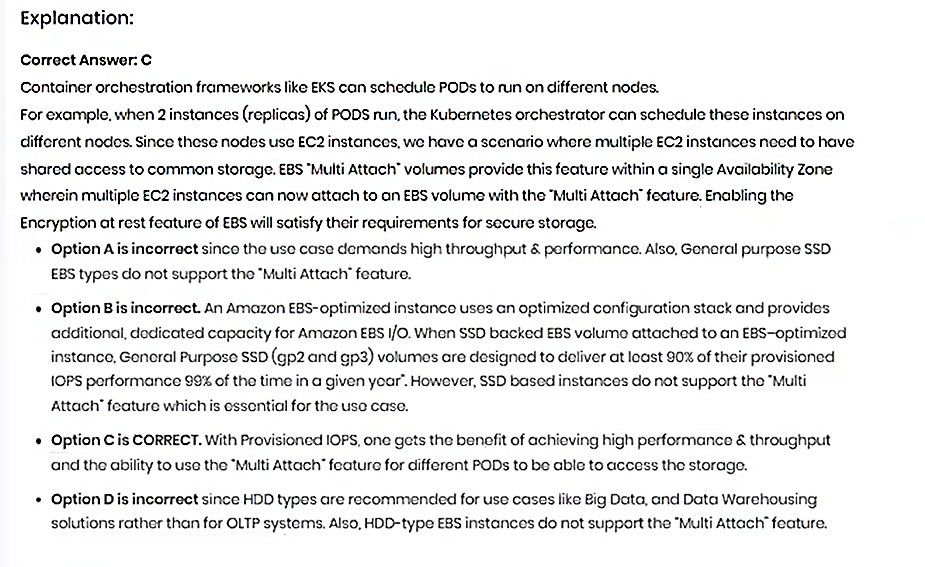 Explanation:
Correct Answer: C
Container orchestration frameworks like EKS can schedule PODs to run on different nodes.
For example, when 2 instances (replicas) of PODS run, the Kubernetes orchestrator can schedule these instances on
different nodes. Since these nodes use EC2 instances, we have a scenario where multiple EC2 instances need to have
shared access to common storage. EBS "Multi Attach" volumes provide this feature within a single Availability Zone
wherein multiple EC2 instances can now attach to an EBS volume with the "Multi Attach" feature. Enabling the
Encryption at rest feature of EBS will satisfy their requirements for secure storage.
• Option A is incorrect since the use case demands high throughput & performance. Also, General purpose SSD
EBS types do not support the "Multi Attach" feature.
• Option B is incorrect. An Amazon EBS-optimized instance uses an optimized configuration stack and provides
additional, dedicated capacity for Amazon EBS I/O. When SSD backed EBS volume attached to an EBS–optimized
instance, General Purpose SSD (gp2 and gp3) volumes are designed to deliver at least 90% of their provisioned
IOPS performance 99% of the time in a given year". However, SSD based instances do not support the "Multi
Attach" feature which is essential for the use case.
• Option C is CORRECT. With Provisioned IOPS, one gets the benefit of achieving high performance & throughput
and the ability to use the "Multi Attach" feature for different PODs to be able to access the storage.
• Option D is incorrect since HDD types are recommended for use cases like Big Data, and Data Warehousing
solutions rather than for OLTP systems. Also, HDD-type EBS instances do not support the "Multi Attach" feature.